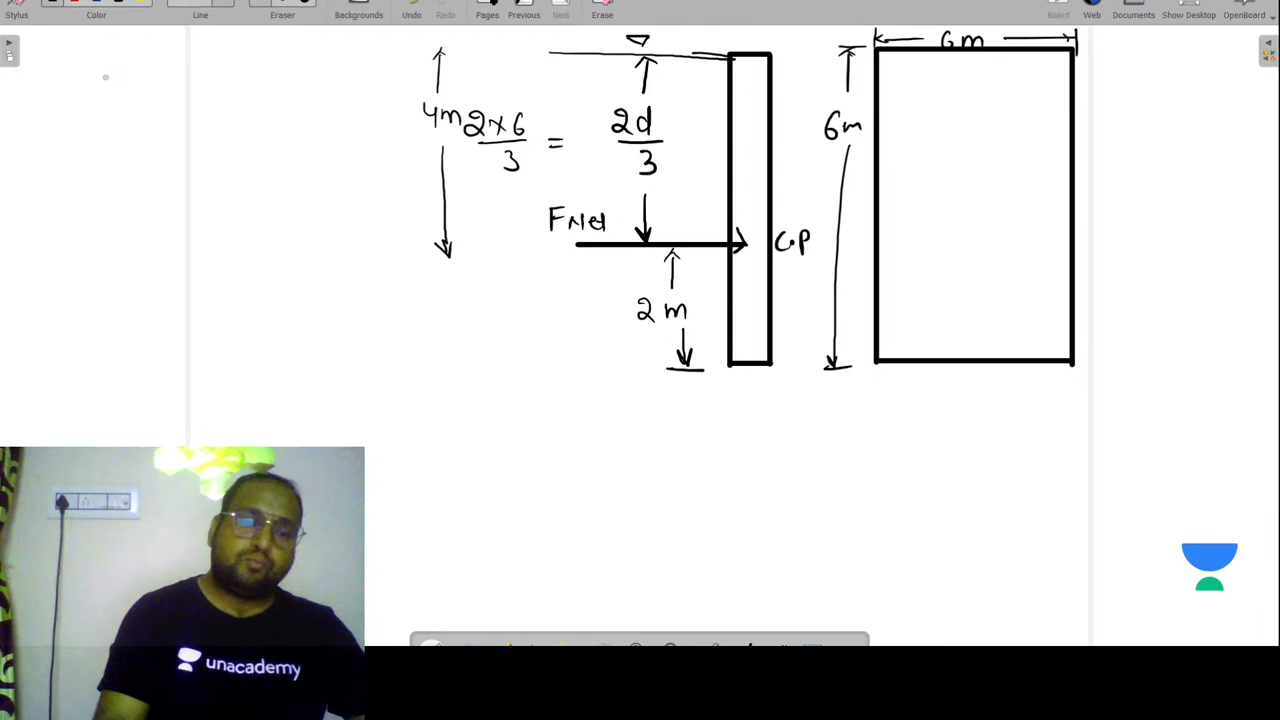 Stylus Color Line Eraser Backgrounds Undo Redo Pages Previous Next Erase Board Web Documents Show Desktop OpenBoard
6m
4m
2×6/3 = 2d/3
6m
FNet
C.P
2 m
unacademy